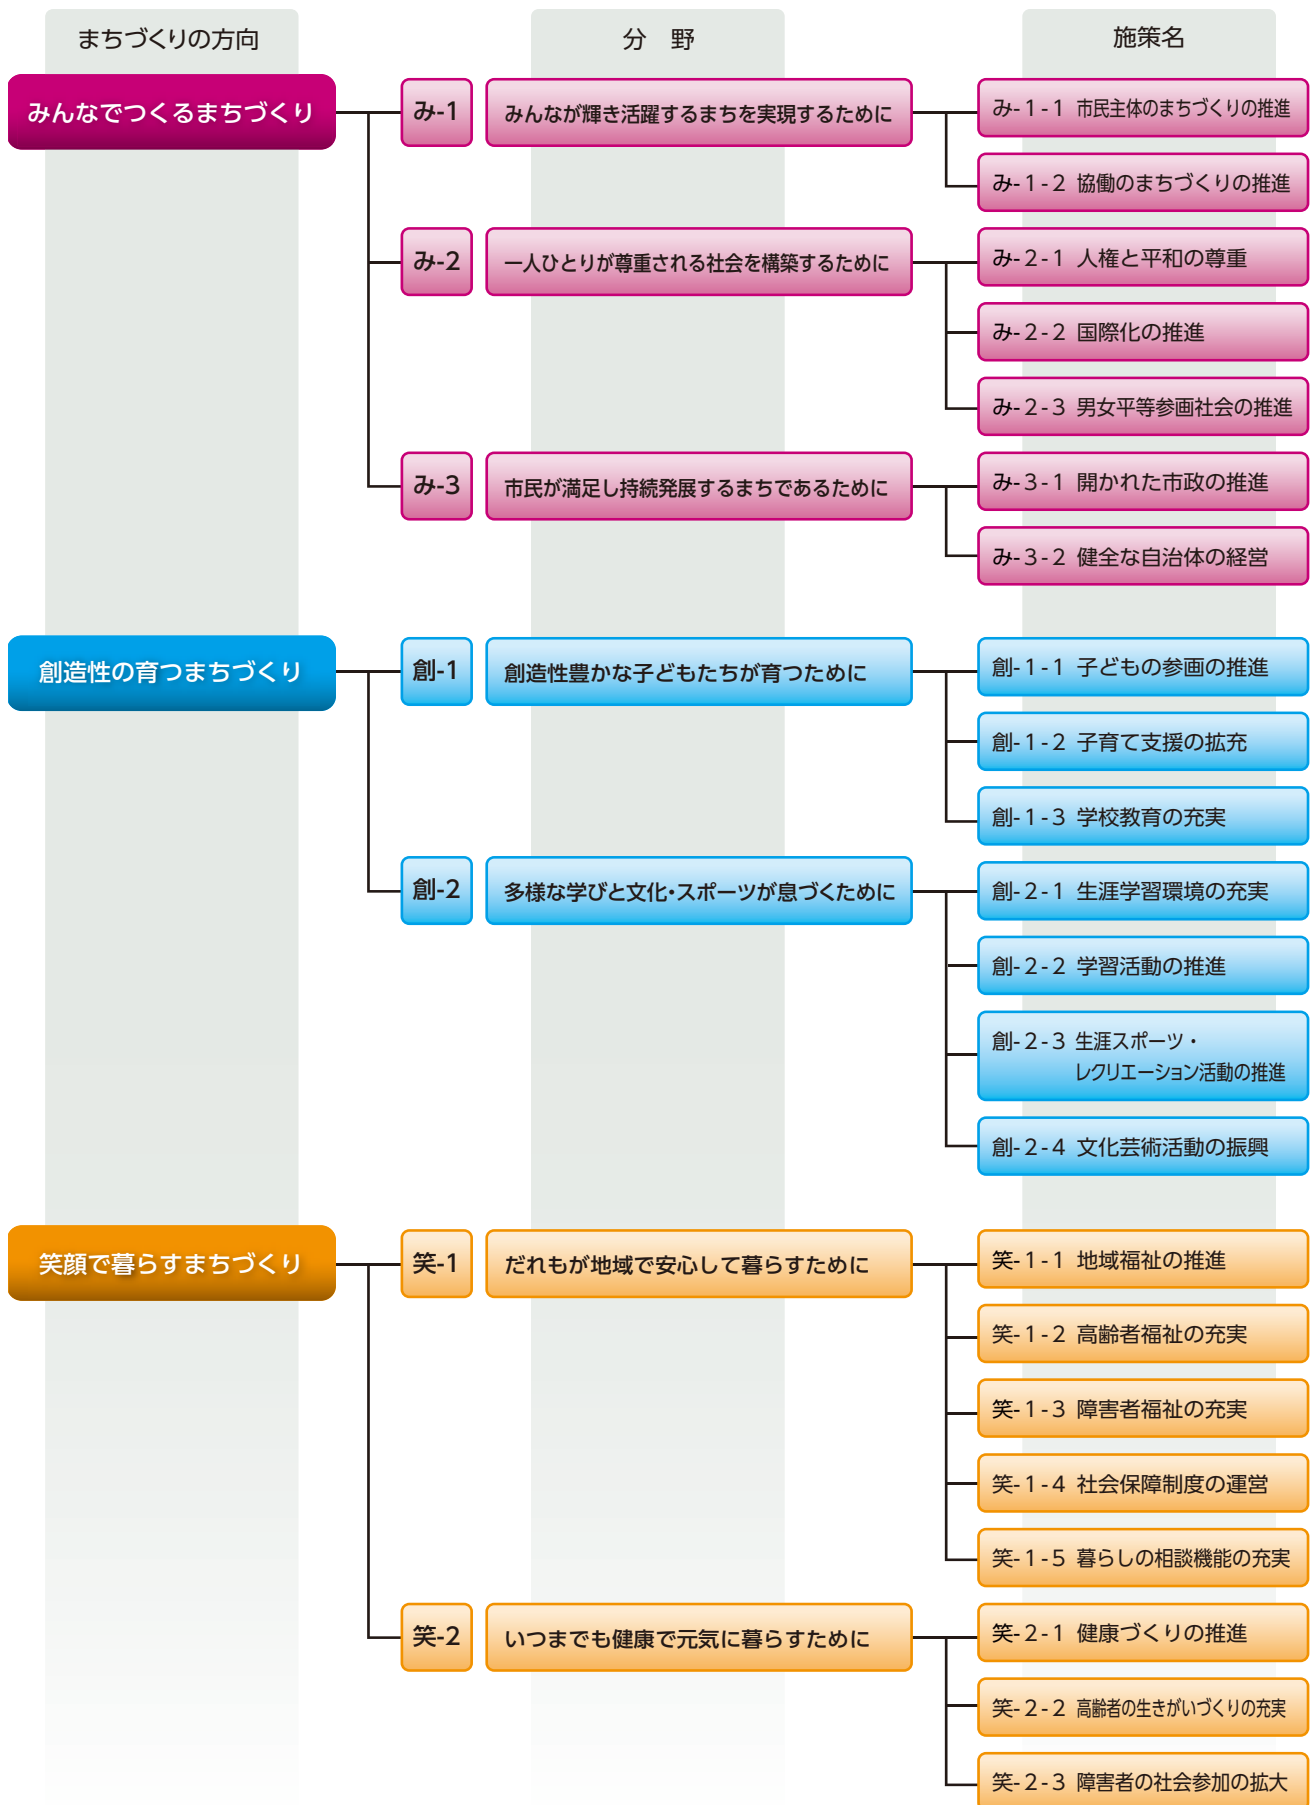 まちづくりの方向
分　野
施策名
みんなでつくるまちづくり
み-1
みんなが輝き活躍するまちを実現するために
み-1-1 市民主体のまちづくりの推進
み-1-2 協働のまちづくりの推進
み-2
一人ひとりが尊重される社会を構築するために
み-2-1 人権と平和の尊重
み-2-2 国際化の推進
み-2-3 男女平等参画社会の推進
み-3
市民が満足し持続発展するまちであるために
み-3-1 開かれた市政の推進
み-3-2 健全な自治体の経営
創造性の育つまちづくり
創-1
創造性豊かな子どもたちが育つために
創-1-1 子どもの参画の推進
創-1-2 子育て支援の拡充
創-1-3 学校教育の充実
創-2
多様な学びと文化・スポーツが息づくために
創-2-1 生涯学習環境の充実
創-2-2 学習活動の推進
創-2-3 生涯スポーツ・
レクリエーション活動の推進
創-2-4 文化芸術活動の振興
笑顔で暮らすまちづくり
笑-1
だれもが地域で安心して暮らすために
笑-1-1 地域福祉の推進
笑-1-2 高齢者福祉の充実
笑-1-3 障害者福祉の充実
笑-1-4 社会保障制度の運営
笑-1-5 暮らしの相談機能の充実
笑-2
いつまでも健康で元気に暮らすために
笑-2-1 健康づくりの推進
笑-2-2 高齢者の生きがいづくりの充実
笑-2-3 障害者の社会参加の拡大